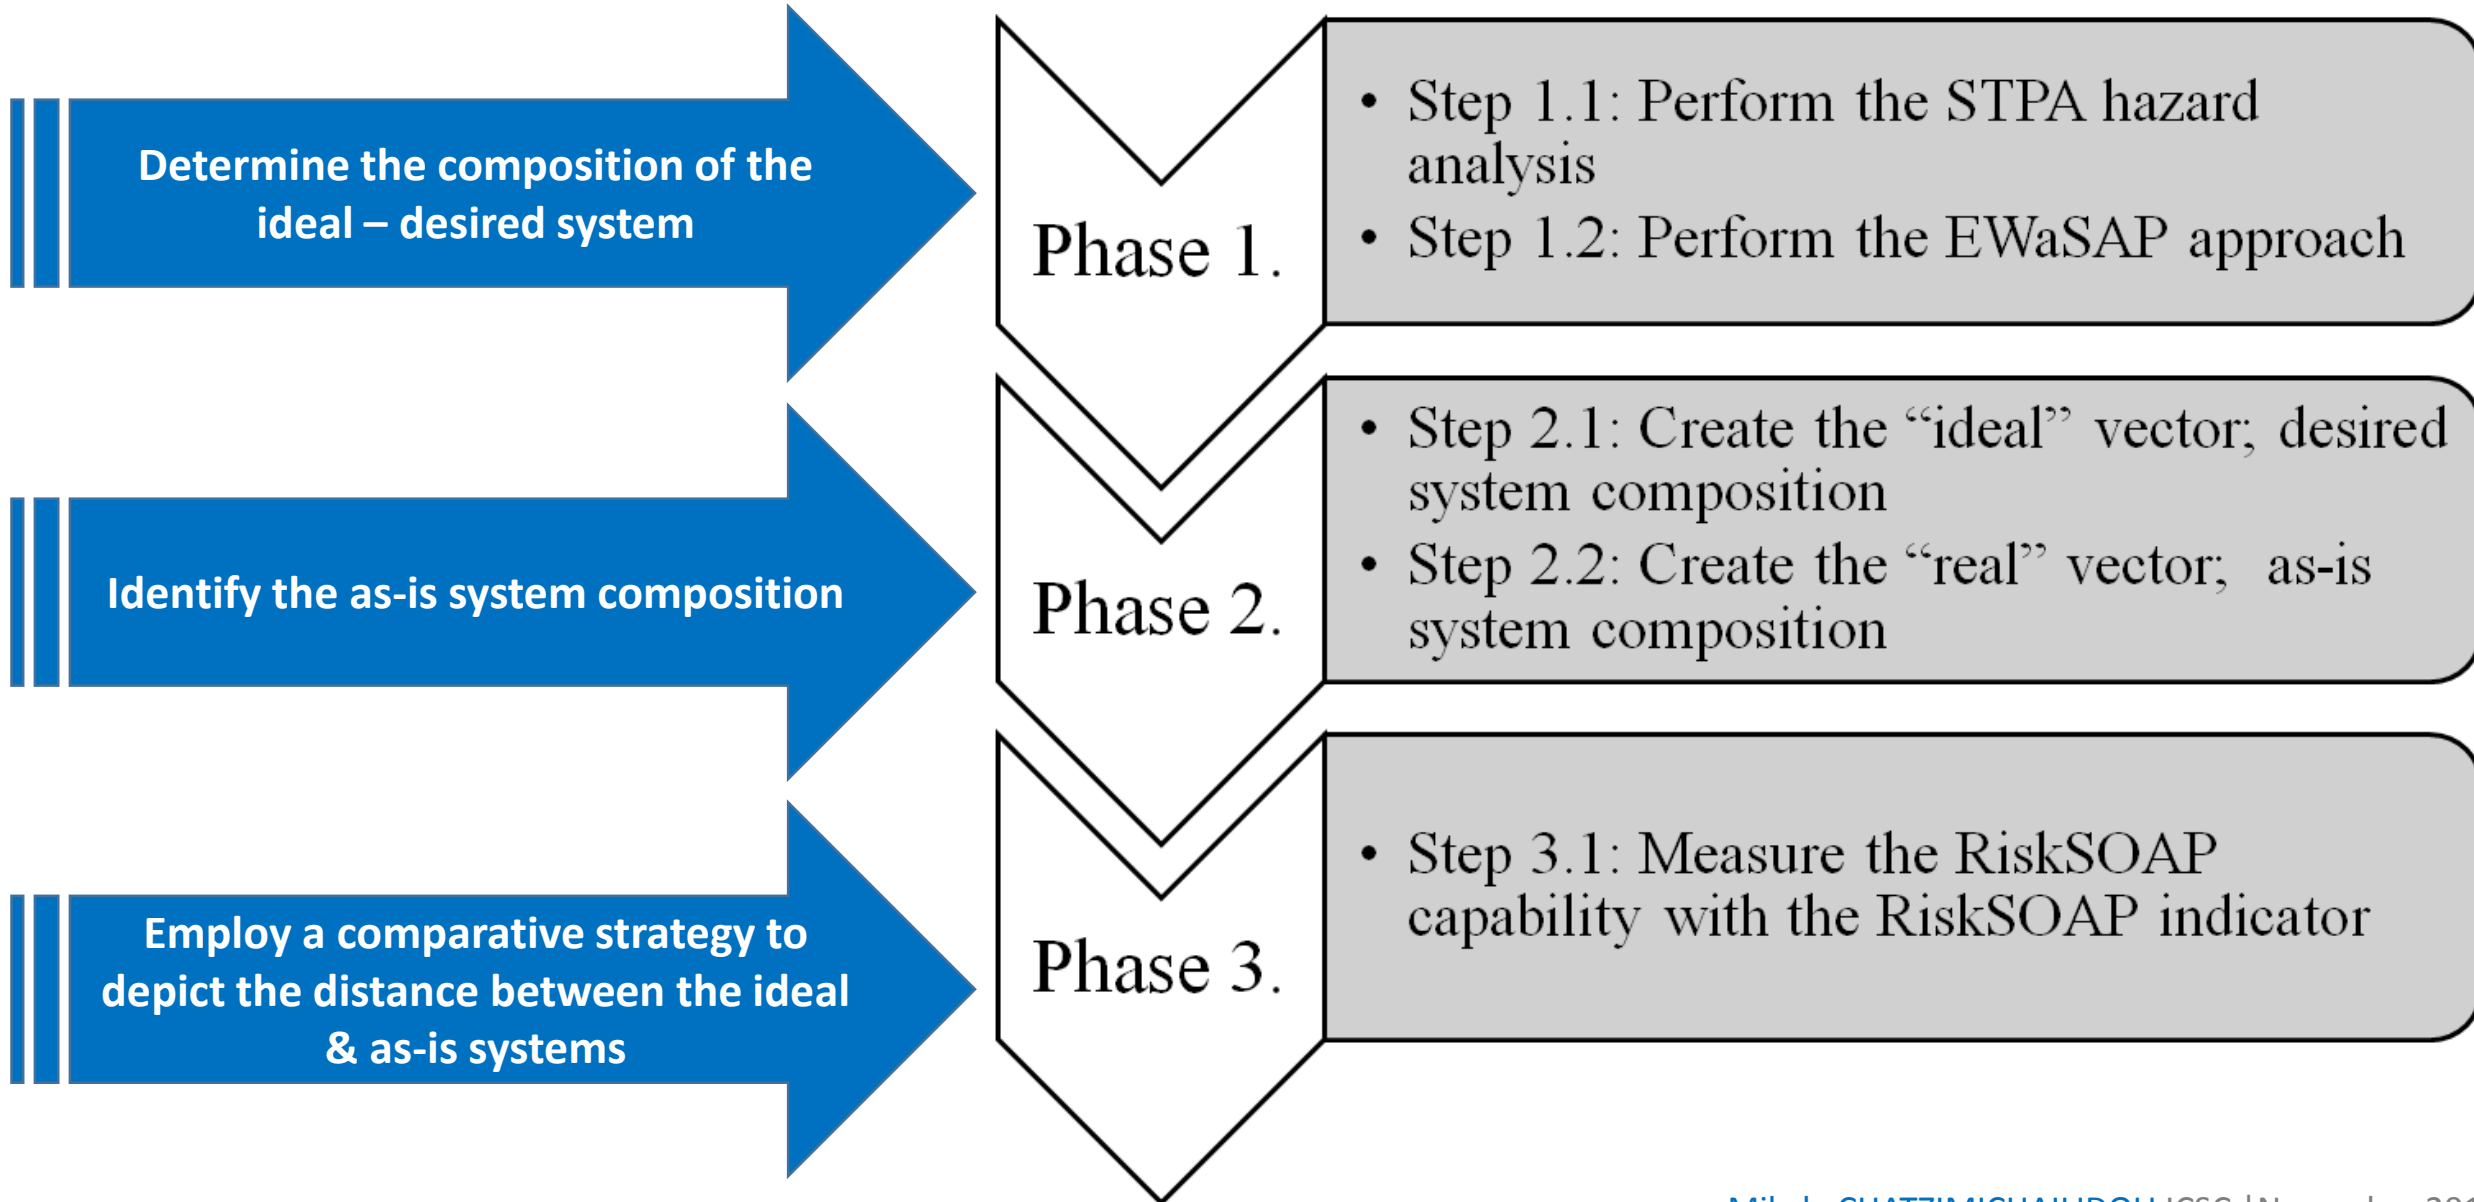 Determine the composition of the
ideal – desired system
Phase 1.
• Step 1.1: Perform the STPA hazard
analysis
• Step 1.2: Perform the EWaSAP approach
Identify the as-is system composition
Phase 2.
• Step 2.1: Create the “ideal” vector; desired
system composition
• Step 2.2: Create the “real” vector; as-is
system composition
Employ a comparative strategy to
depict the distance between the ideal
& as-is systems
Phase 3.
• Step 3.1: Measure the RiskSOAP
capability with the RiskSOAP indicator